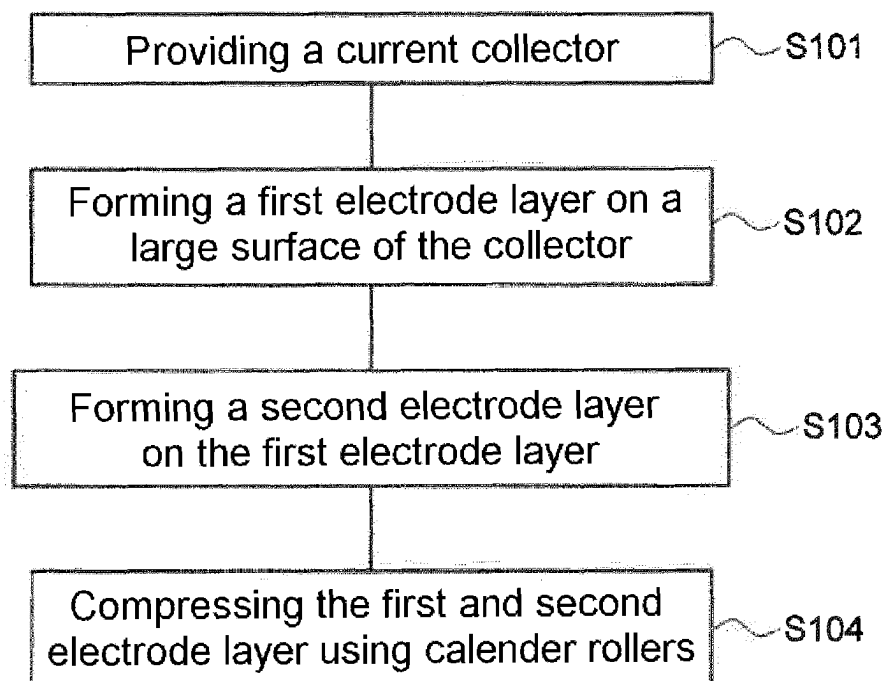 Providing a current collector
S101
Forming a first electrode layer on a
large surface of the collector
S102
Forming a second electrode layer
on the first electrode layer
S103
Compressing the first and second
electrode layer using calender rollers
S104